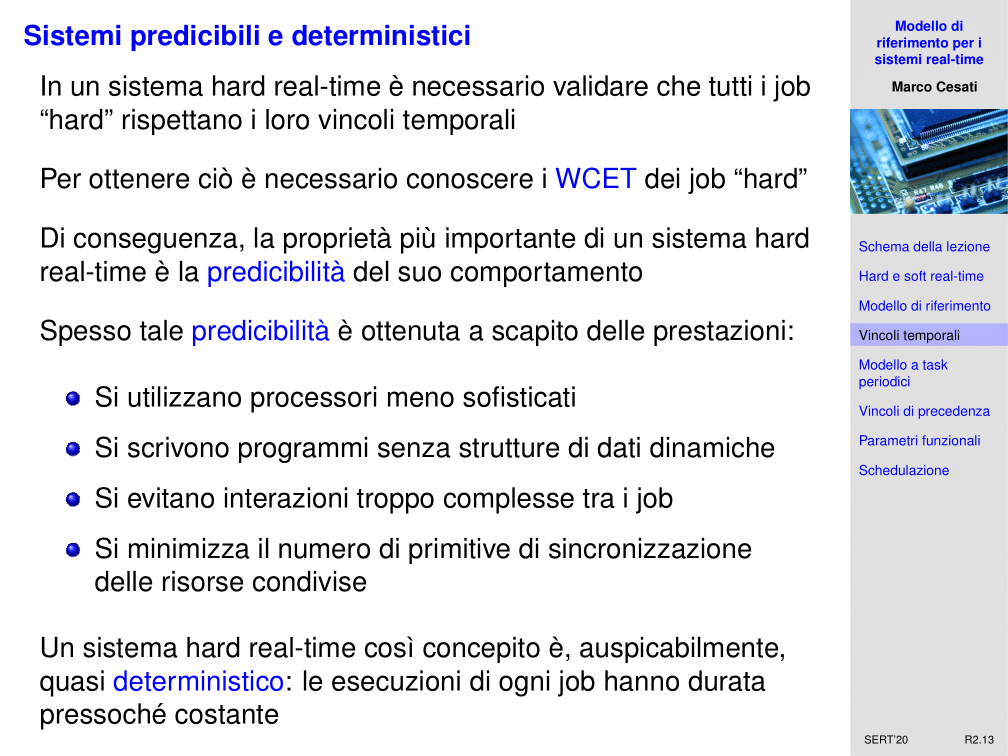 Sistemi predicibili e deterministici
In un sistema hard real-time è necessario validare che tutti i job
“hard” rispettano i loro vincoli temporali
Per ottenere ciò è necessario conoscere i WCET dei job “hard”
Di conseguenza, la proprietà più importante di un sistema hard
real-time è la predicibilità del suo comportamento
Spesso tale predicibilità è ottenuta a scapito delle prestazioni:
Si utilizzano processori meno sofisticati
Si scrivono programmi senza strutture di dati dinamiche
Si evitano interazioni troppo complesse tra i job
Si minimizza il numero di primitive di sincronizzazione
delle risorse condivise
Un sistema hard real-time così concepito è, auspicabilmente,
quasi deterministico: le esecuzioni di ogni job hanno durata
pressoché costante
Modello di
riferimento per i
sistemi real-time
Marco Cesati
R47 R46
Schema della lezione
Hard e soft real-time
Modello di riferimento
Vincoli temporali
Modello a task
periodici
Vincoli di precedenza
Parametri funzionali
Schedulazione
SERT’20 R2.13